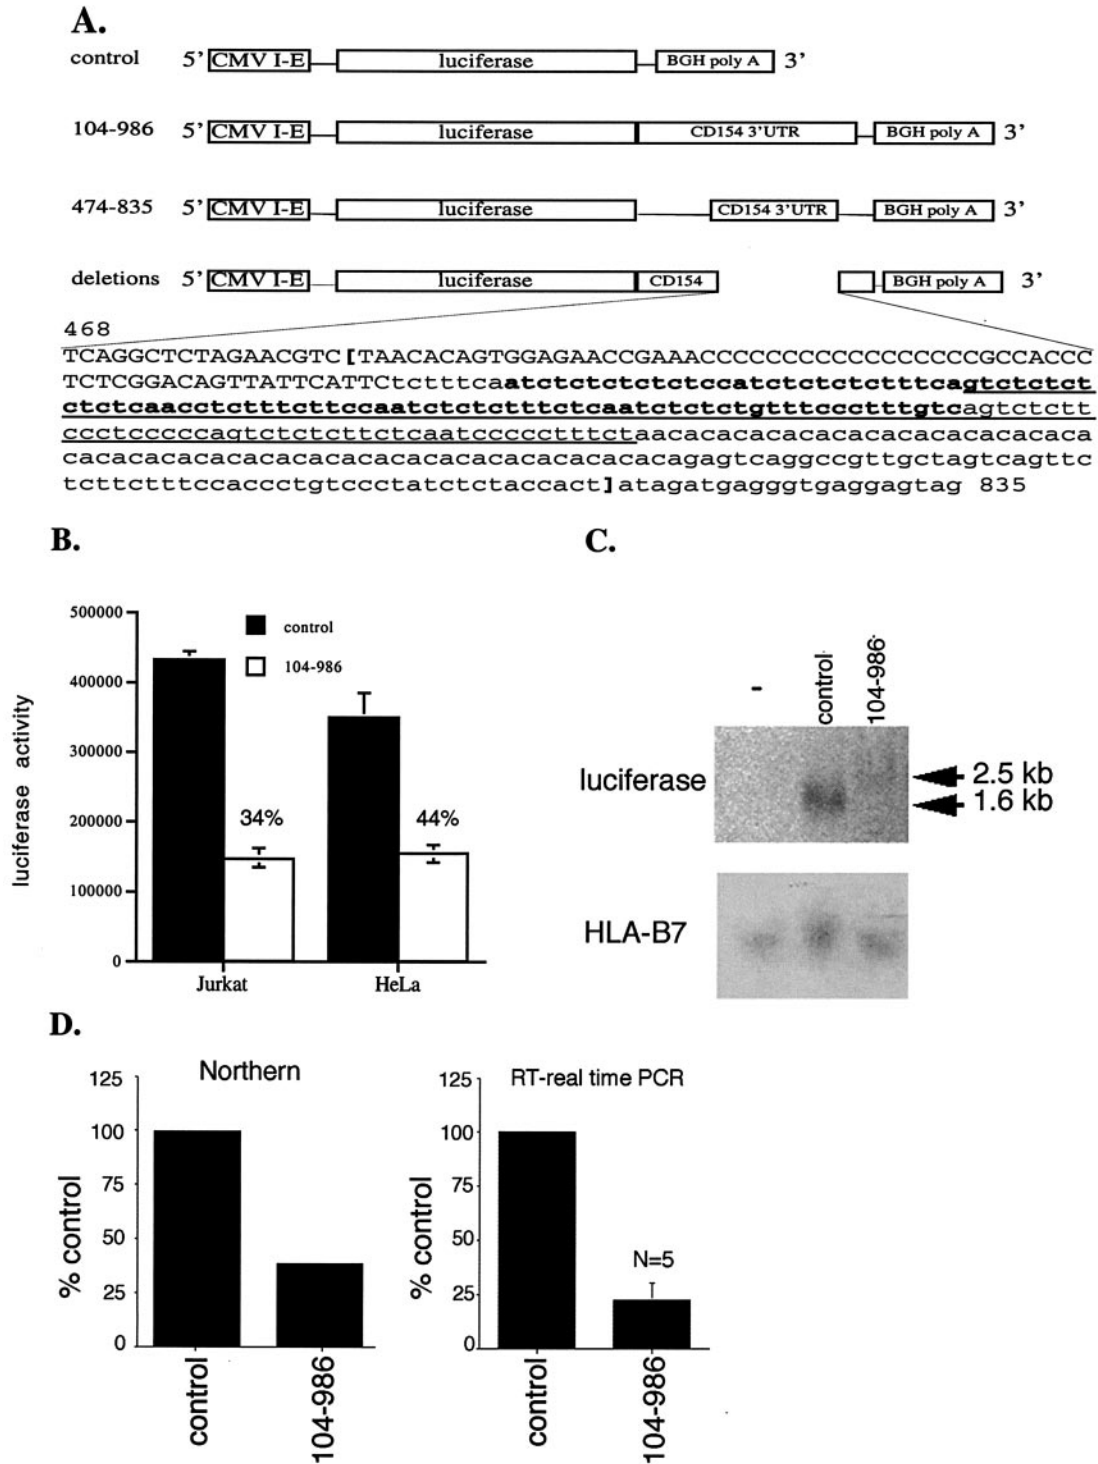 A.
control 5' CMV I-E luciferase BGH poly A 3'
104-986 5' CMV I-E luciferase CD154 3'UTR BGH poly A 3'
474-835 5' CMV I-E luciferase CD154 3'UTR BGH poly A 3'
deletions 5' CMV I-E luciferase CD154 BGH poly A 3'
468
TCAGGCTCTAGAACGTC[TAACACAGTGGAGAACCGAAACCCCCCCCCCCCCCCCCGCCACCC
TCTCGGACAGTTATTCATTCtctttcaatctctctctctccatctctctctctttcagtctctct
ctctcaacctctttcttccaatctctctttctcaatctctctgtttccctttgtcagtctctt
ccctcccccagtctctcttctcaatccccctttctaacacacacacacacacacacacacaca
cacacacacacacacacacacacacacacacacacacagagtcaggccgttgctagtcagttc
tcttctttccaccctgtccctatctctaccact]atagatgagggtgaggagtag 835
B.
luciferase activity
500000
400000
300000
200000
100000
0
control
104-986
34%
44%
Jurkat HeLa
C.
- control 104-986
luciferase
2.5 kb
1.6 kb
HLA-B7
D.
Northern
% control
125
100
75
50
25
0
control 104-986
RT-real time PCR
% control
125
100
75
50
25
0
N=5
control 104-986